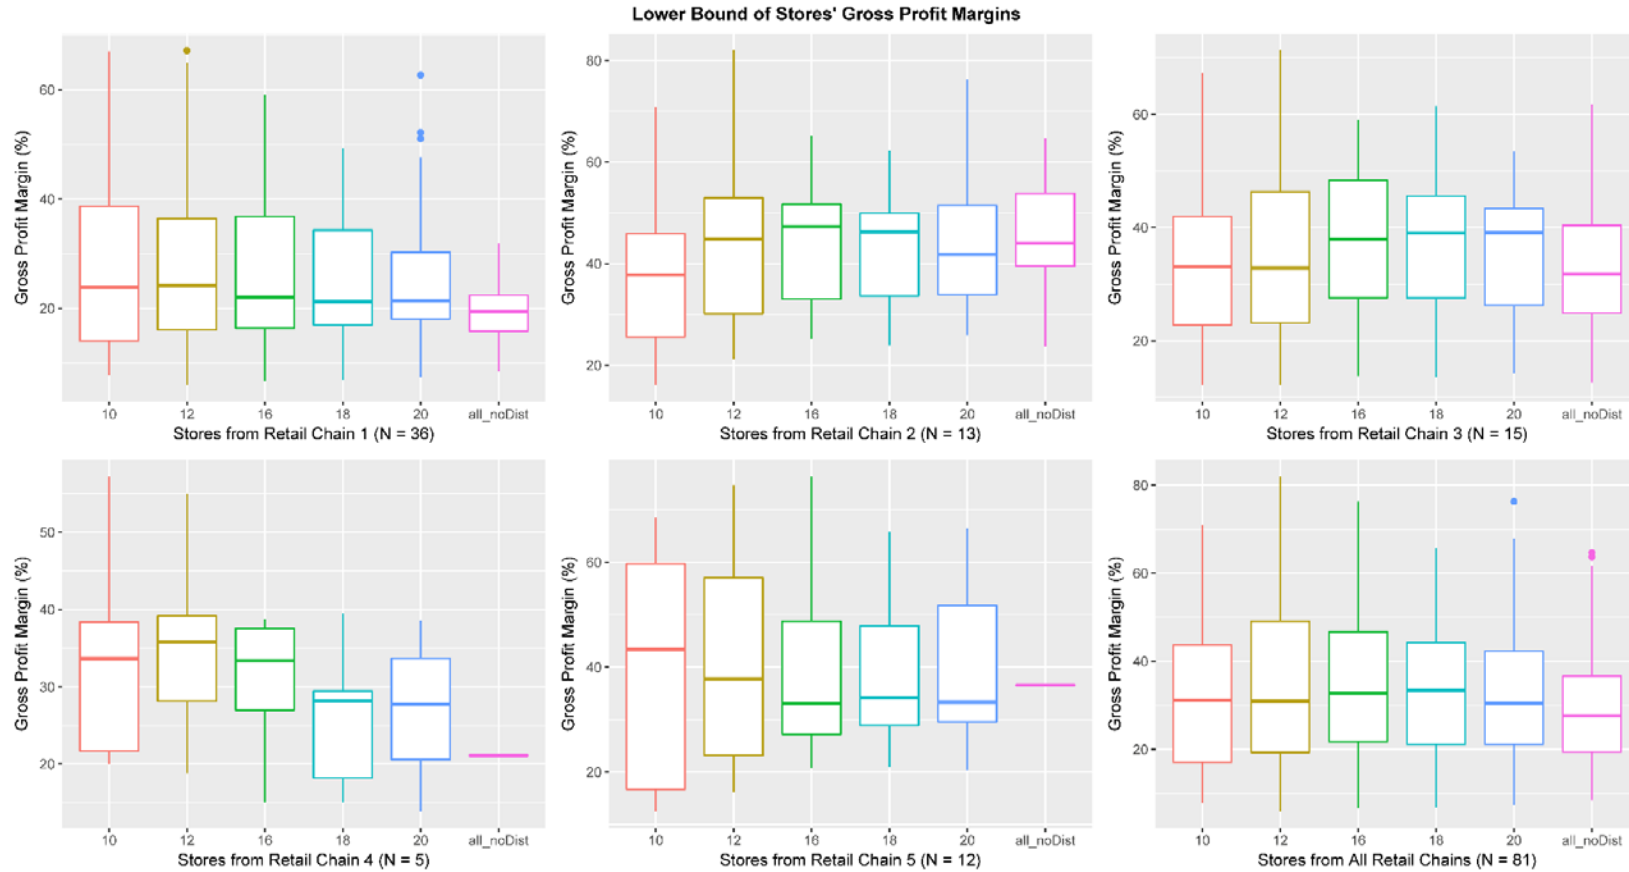 Lower Bound of Stores' Gross Profit Margins
Gross Profit Margin (%)
60
40
20
10 12 16 18 20 all_noDist
Stores from Retail Chain 1 (N = 36)
Gross Profit Margin (%)
80
60
40
20
10 12 16 18 20 all_noDist
Stores from Retail Chain 2 (N = 13)
Gross Profit Margin (%)
60
40
20
10 12 16 18 20 all_noDist
Stores from Retail Chain 3 (N = 15)
Gross Profit Margin (%)
50
40
30
20
10 12 16 18 20 all_noDist
Stores from Retail Chain 4 (N = 5)
Gross Profit Margin (%)
60
40
20
10 12 16 18 20 all_noDist
Stores from Retail Chain 5 (N = 12)
Gross Profit Margin (%)
80
60
40
20
10 12 16 18 20 all_noDist
Stores from All Retail Chains (N = 81)